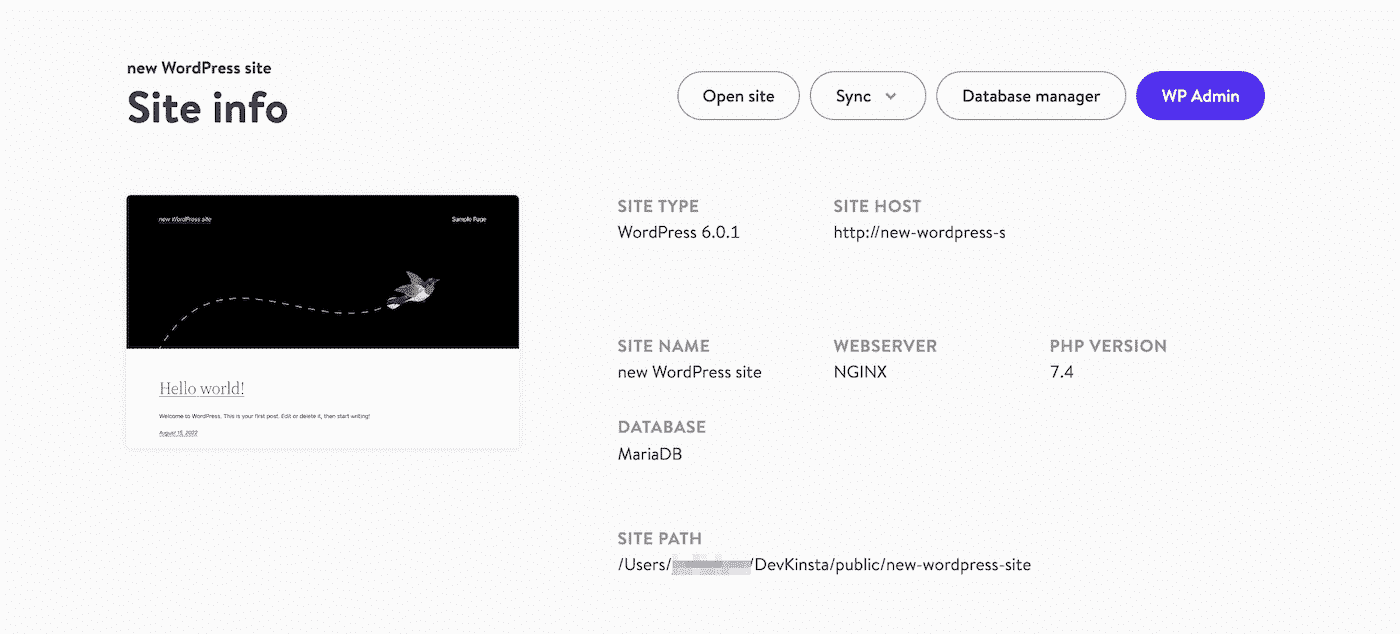 new WordPress site
Site info
Open site
Sync
Database manager
WP Admin
new WordPress site
Sample Page
Hello world!
Welcome to WordPress. This is your first post. Edit or delete it, then start writing!
August 15, 2022
SITE TYPE
WordPress 6.0.1
SITE HOST
http://new-wordpress-s
SITE NAME
new WordPress site
WEBSERVER
NGINX
PHP VERSION
7.4
DATABASE
MariaDB
SITE PATH
/Users/ /DevKinsta/public/new-wordpress-site